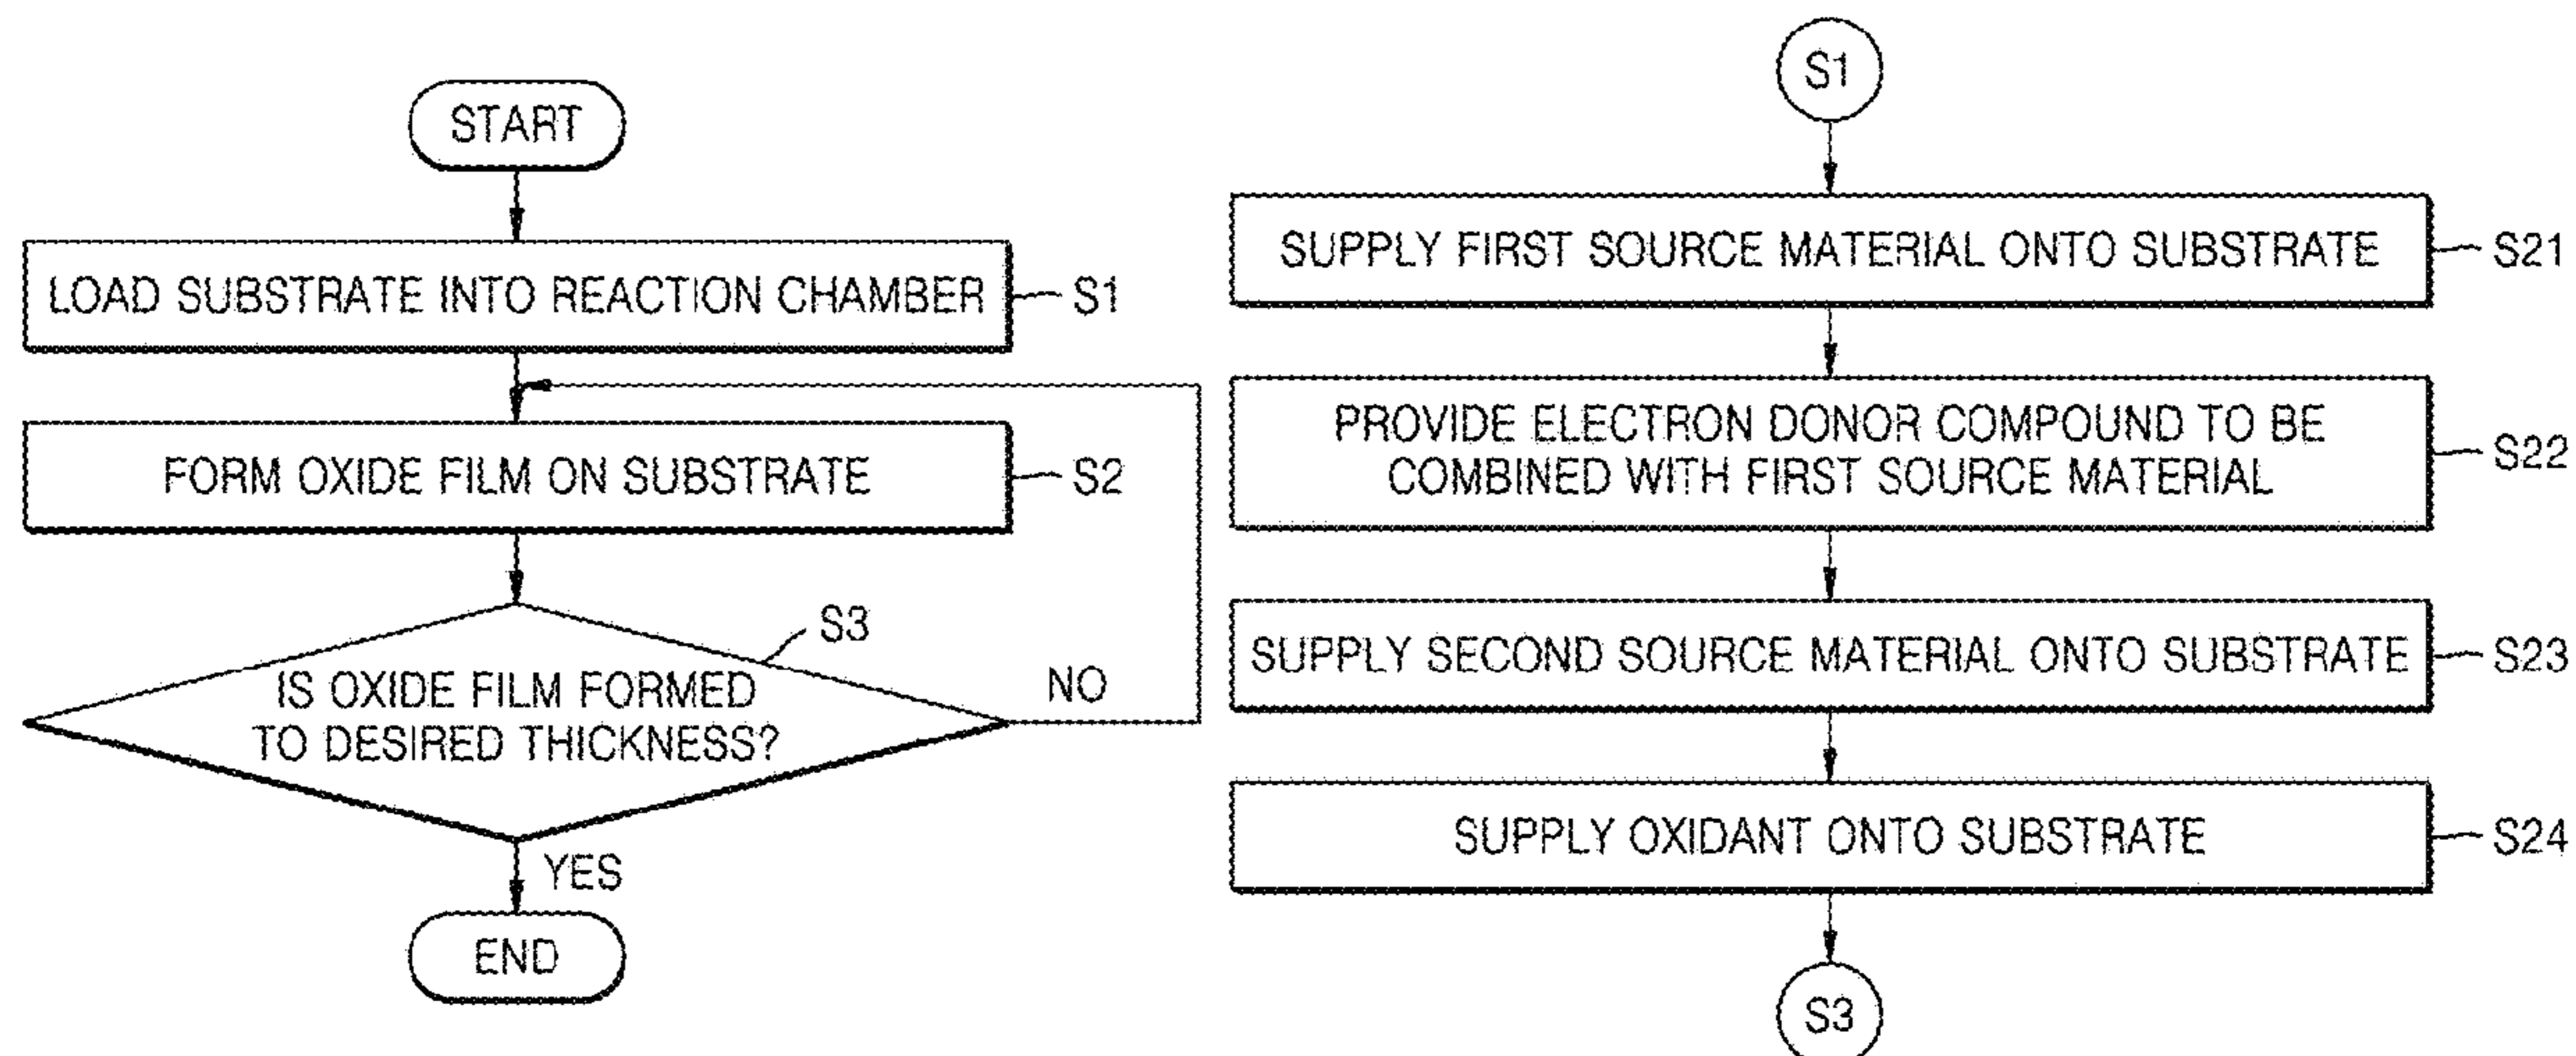 START
LOAD SUBSTRATE INTO REACTION CHAMBER
S1
FORM OXIDE FILM ON SUBSTRATE
S2
S3
IS OXIDE FILM FORMED
TO DESIRED THICKNESS?
NO
YES
END
S1
SUPPLY FIRST SOURCE MATERIAL ONTO SUBSTRATE
S21
PROVIDE ELECTRON DONOR COMPOUND TO BE
COMBINED WITH FIRST SOURCE MATERIAL
S22
SUPPLY SECOND SOURCE MATERIAL ONTO SUBSTRATE
S23
SUPPLY OXIDANT ONTO SUBSTRATE
S24
S3